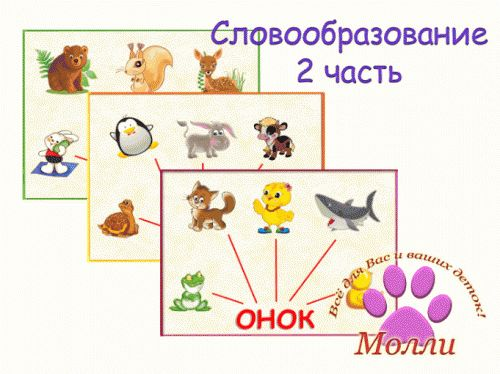 Словообразование
2 часть
ОНОК
Всё для Вас и ваших деток!
Молли